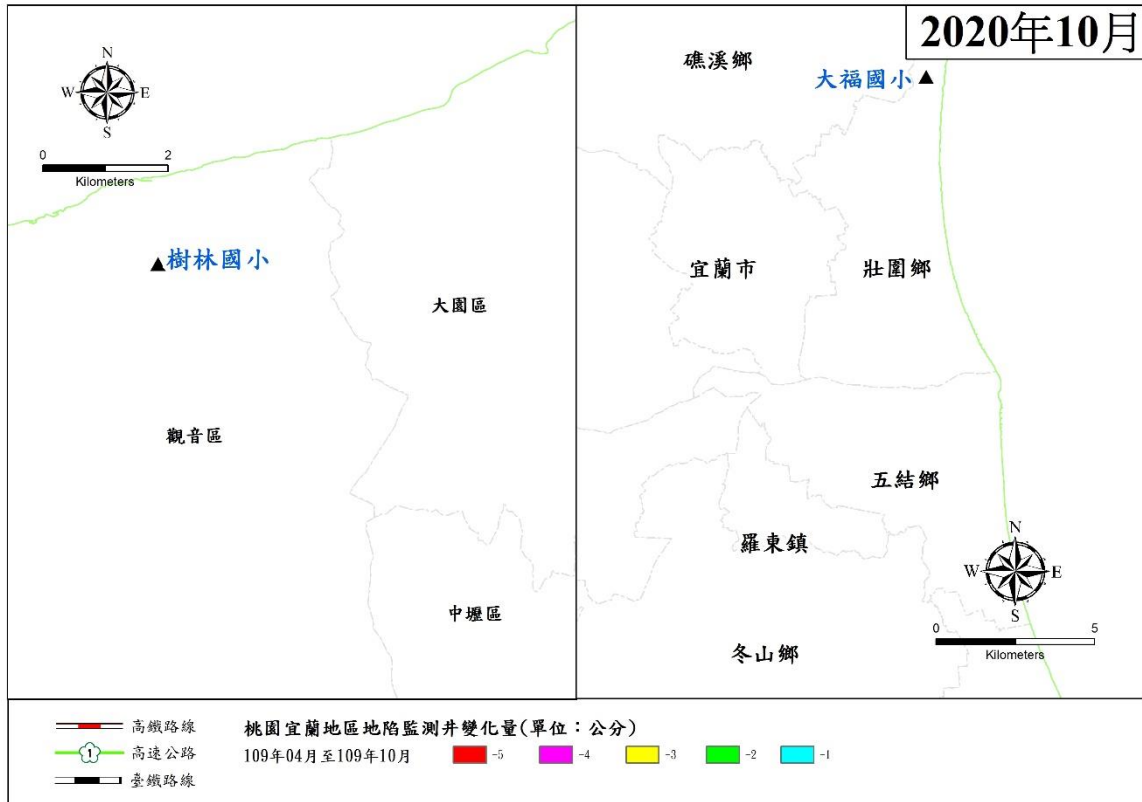 2020年10月
N
W
E
S
0
2
Kilometers
樹林國小
大園區
觀音區
中壢區
礁溪鄉
大福國小
宜蘭市
壯圍鄉
五結鄉
羅東鎮
冬山鄉
N
W
E
S
0
5
Kilometers
高鐵路線
1
高速公路
臺鐵路線
桃園宜蘭地區地陷監測井變化量(單位：公分)
109年04月至109年10月
-5
-4
-3
-2
-1